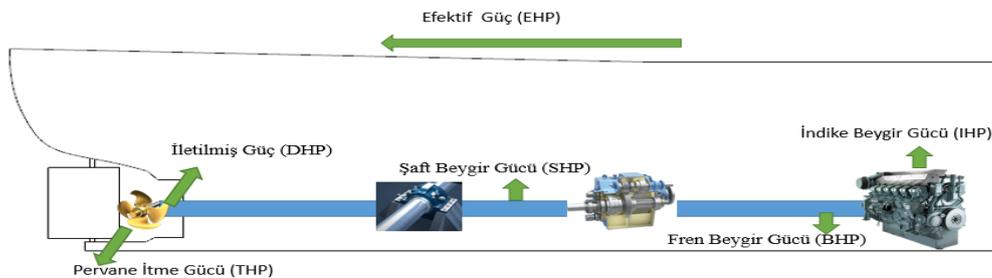 Efektif Güç (EHP)
İndike Beygir Gücü (IHP)
İletilmiş Güç (DHP)
Şaft Beygir Gücü (SHP)
Fren Beygir Gücü (BHP)
Pervane İtme Gücü (THP)